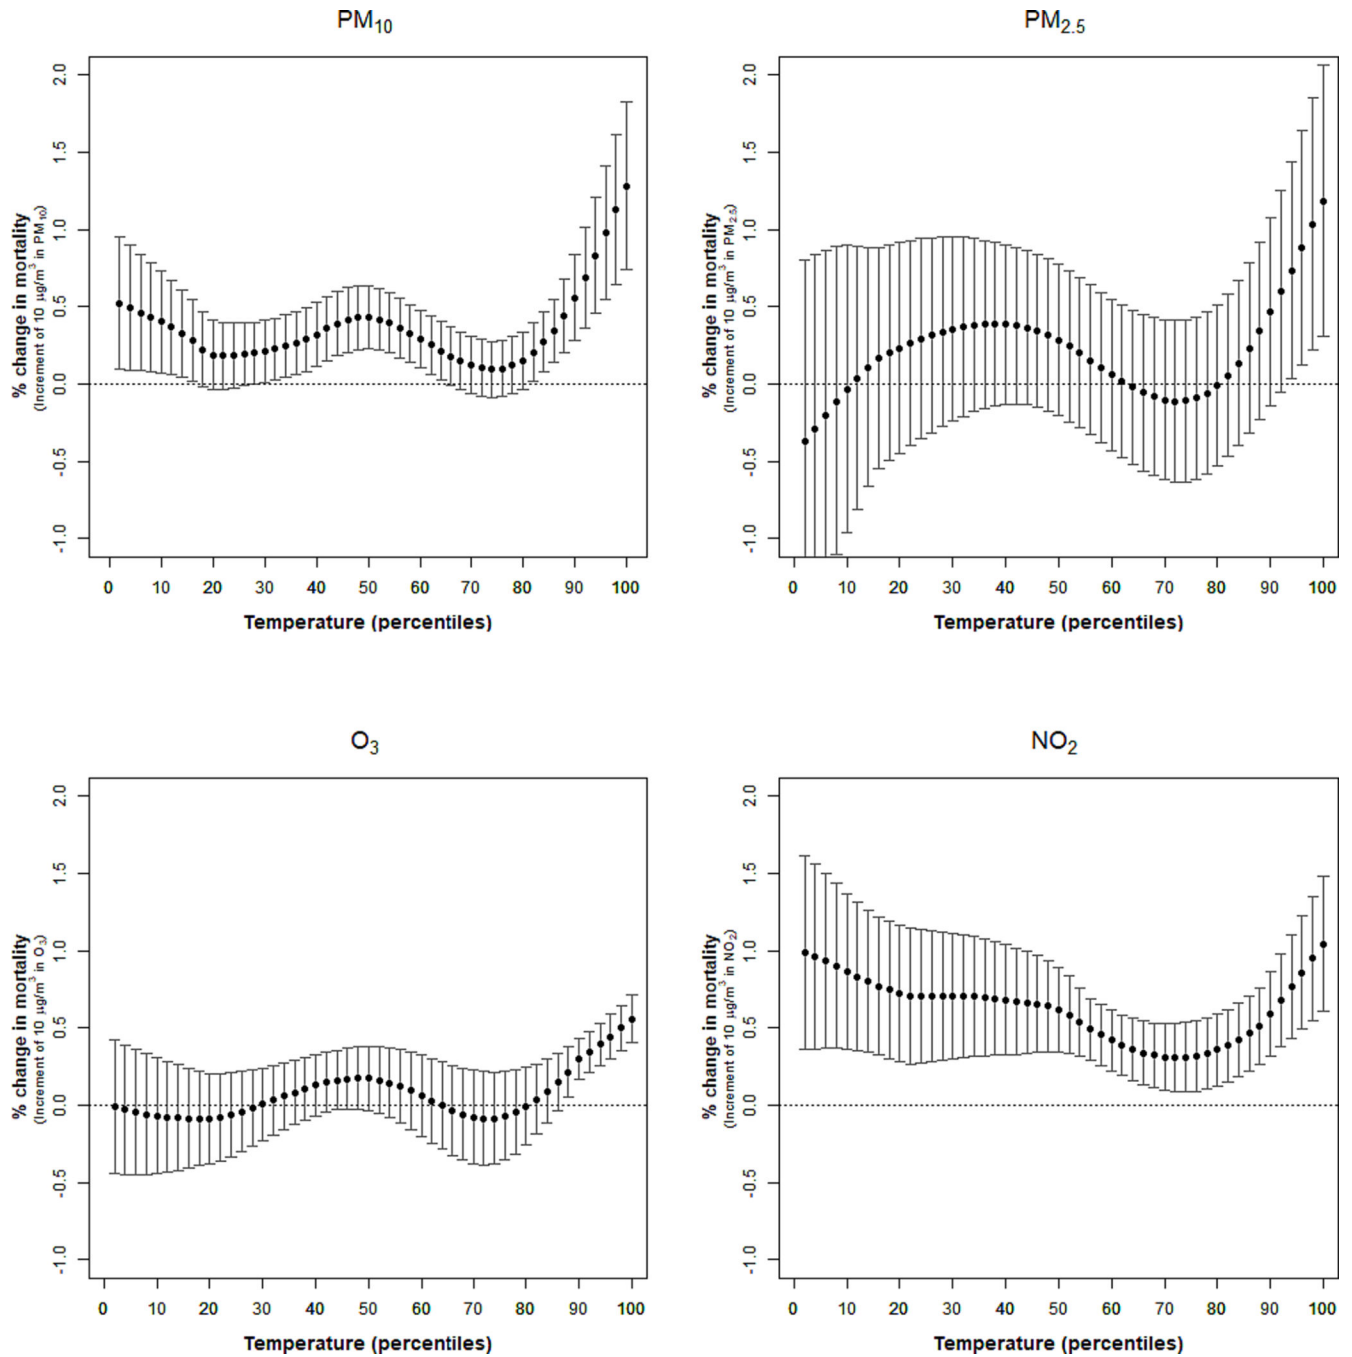 PM10
PM2.5
% change in mortality
(Increment of 10 µg/m³ in PM10)
2.0
1.5
1.0
0.5
0.0
-0.5
-1.0
0 10 20 30 40 50 60 70 80 90 100
Temperature (percentiles)
% change in mortality
(Increment of 10 µg/m³ in PM2.5)
2.0
1.5
1.0
0.5
0.0
-0.5
-1.0
0 10 20 30 40 50 60 70 80 90 100
Temperature (percentiles)
O3
NO2
% change in mortality
(Increment of 10 µg/m³ in O3)
2.0
1.5
1.0
0.5
0.0
-0.5
-1.0
0 10 20 30 40 50 60 70 80 90 100
Temperature (percentiles)
% change in mortality
(Increment of 10 µg/m³ in NO2)
2.0
1.5
1.0
0.5
0.0
-0.5
-1.0
0 10 20 30 40 50 60 70 80 90 100
Temperature (percentiles)